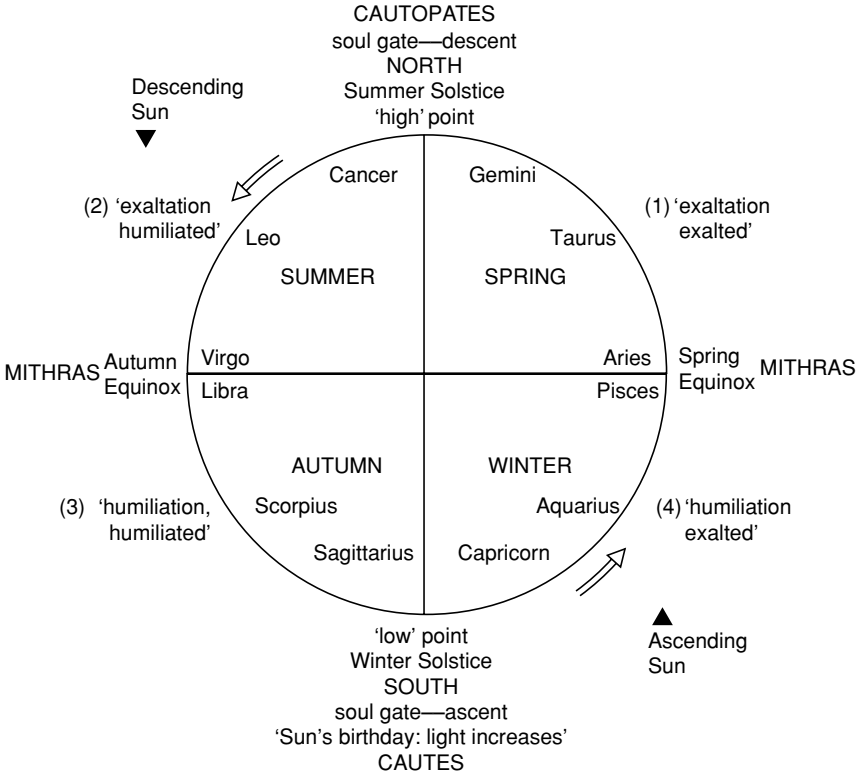 CAUTOPATES
soul gate—descent
NORTH
Summer Solstice
‘high’ point
Descending
Sun
Cancer
Gemini
(2) ‘exaltation
humiliated’
(1) ‘exaltation
exalted’
Leo
Taurus
SUMMER
SPRING
MITHRAS
Autumn
Equinox
Virgo
Libra
Aries
Pisces
Spring
Equinox
MITHRAS
AUTUMN
WINTER
(3) ‘humiliation,
humiliated’
Scorpius
Aquarius
(4) ‘humiliation
exalted’
Sagittarius
Capricorn
Ascending
Sun
‘low’ point
Winter Solstice
SOUTH
soul gate—ascent
‘Sun’s birthday: light increases’
CAUTES